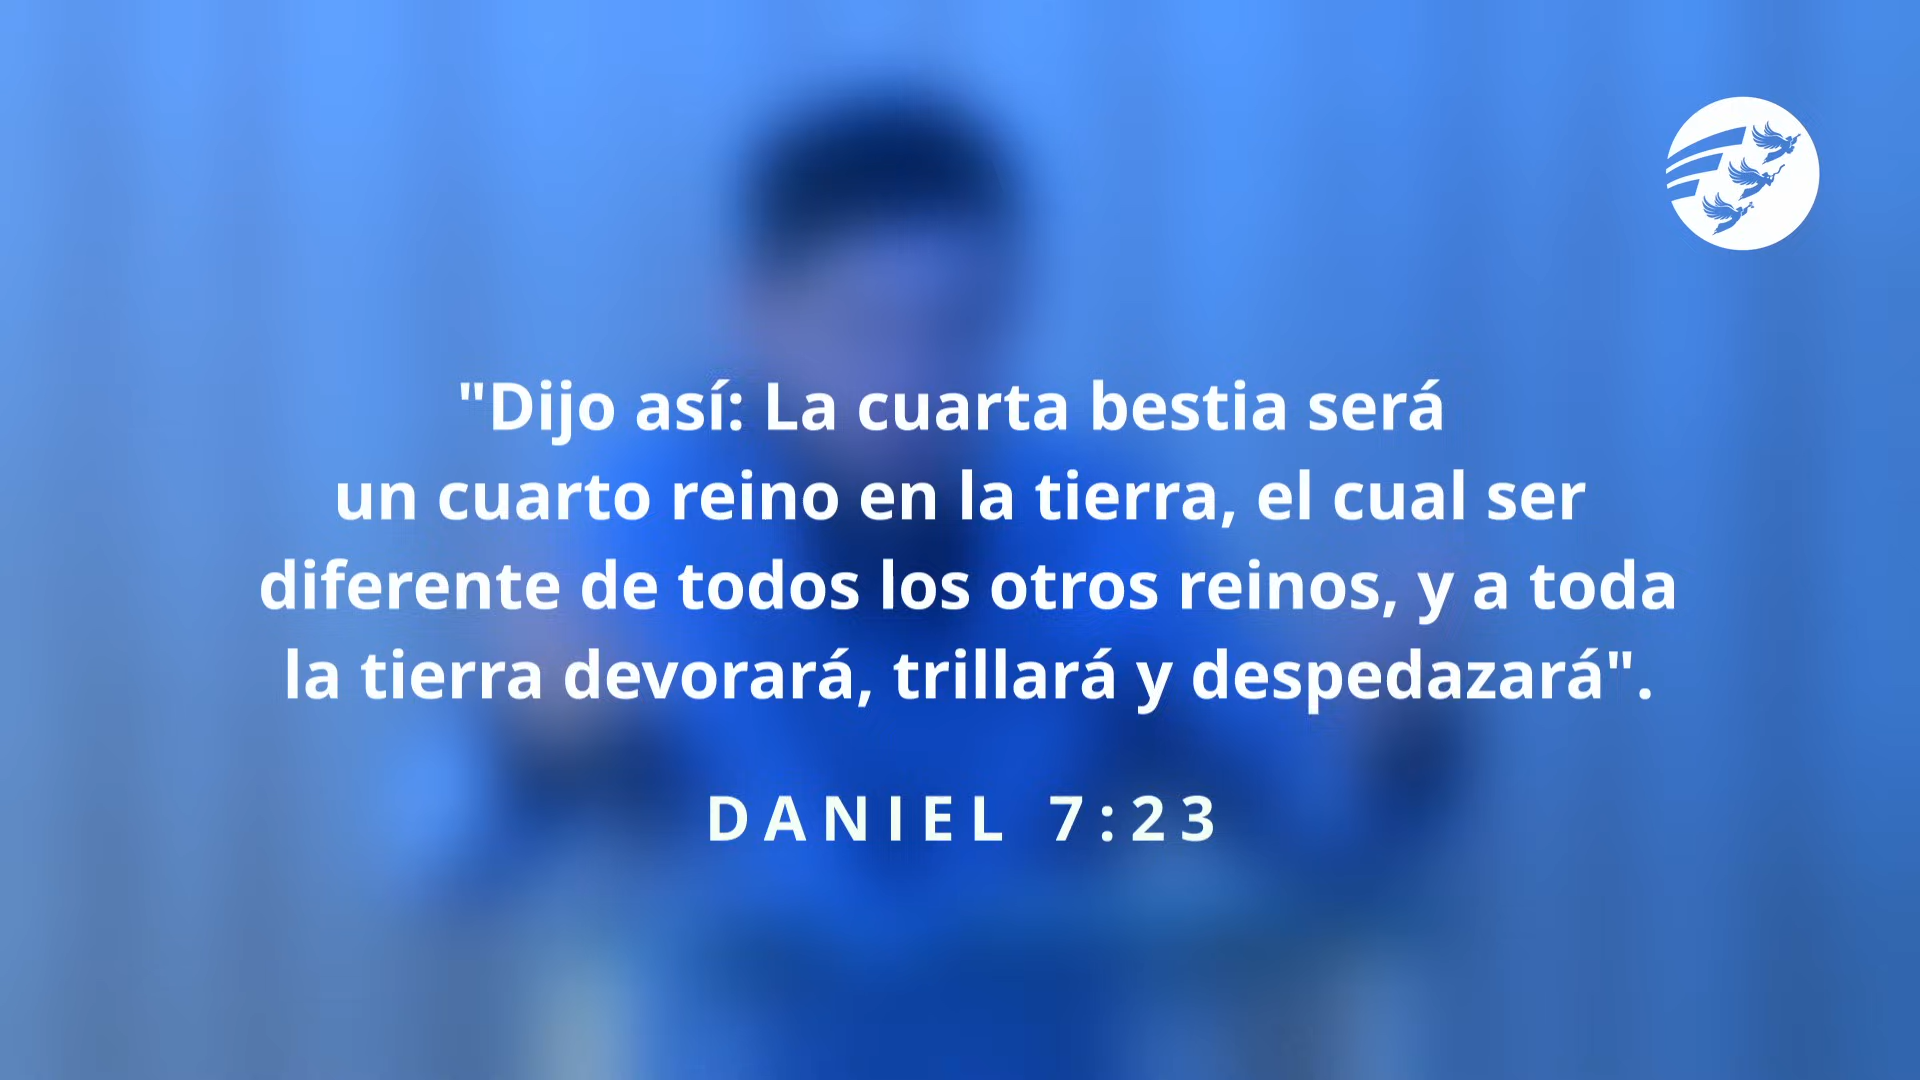 "Dijo así: La cuarta bestia será
un cuarto reino en la tierra, el cual ser
diferente de todos los otros reinos, y a toda
la tierra devorará, trillará y despedazará".
DANIEL 7:23